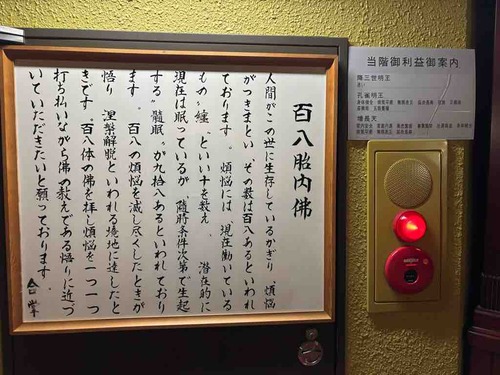 百八胎内佛
人間がこの世に生存しているかぎり 煩悩
がつきまとい、その数は百八あるといわれ
ております。煩悩には、現在働いている
もの〝纏〟といい十を数え 潜在的に
現在は眠っているが 随時条件次第で生起
する〝髄眠〟が九拾八あるといわれており
ます。百八の煩悩を減し尽くしたときが
悟り 涅槃解脱といわれる境地に達したと
きです。百八体の佛を拝し煩悩を一つ一つ
打ち払いながら佛の教えである悟りに近づ
いていただきたいと願っております。
合掌
当階御利益御案内
降三世明王
孔雀明王
増長天